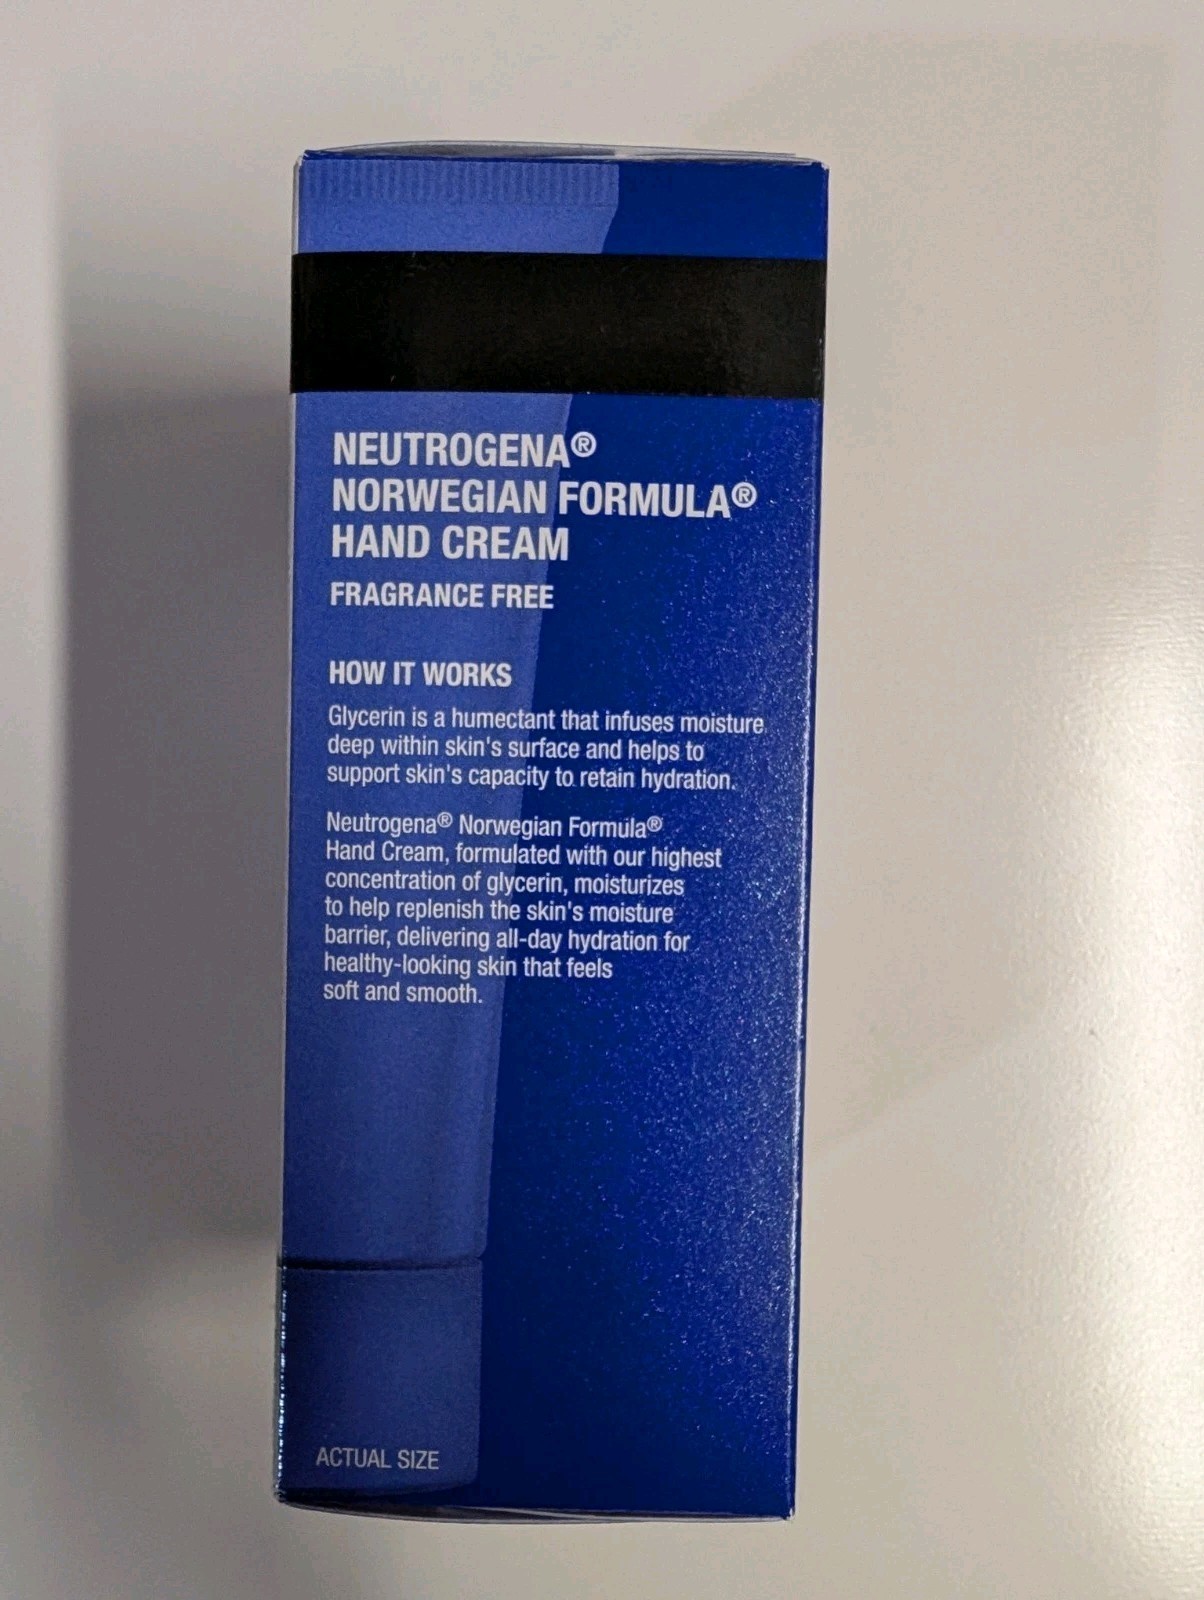 NEUTROGENA®
NORWEGIAN FORMULA®
HAND CREAM
FRAGRANCE FREE
HOW IT WORKS
Glycerin is a humectant that infuses moisture
deep within skin's surface and helps to
support skin's capacity to retain hydration.
Neutrogena® Norwegian Formula®
Hand Cream, formulated with our highest
concentration of glycerin, moisturizes
to help replenish the skin's moisture
barrier, delivering all-day hydration for
healthy-looking skin that feels
soft and smooth.
ACTUAL SIZE